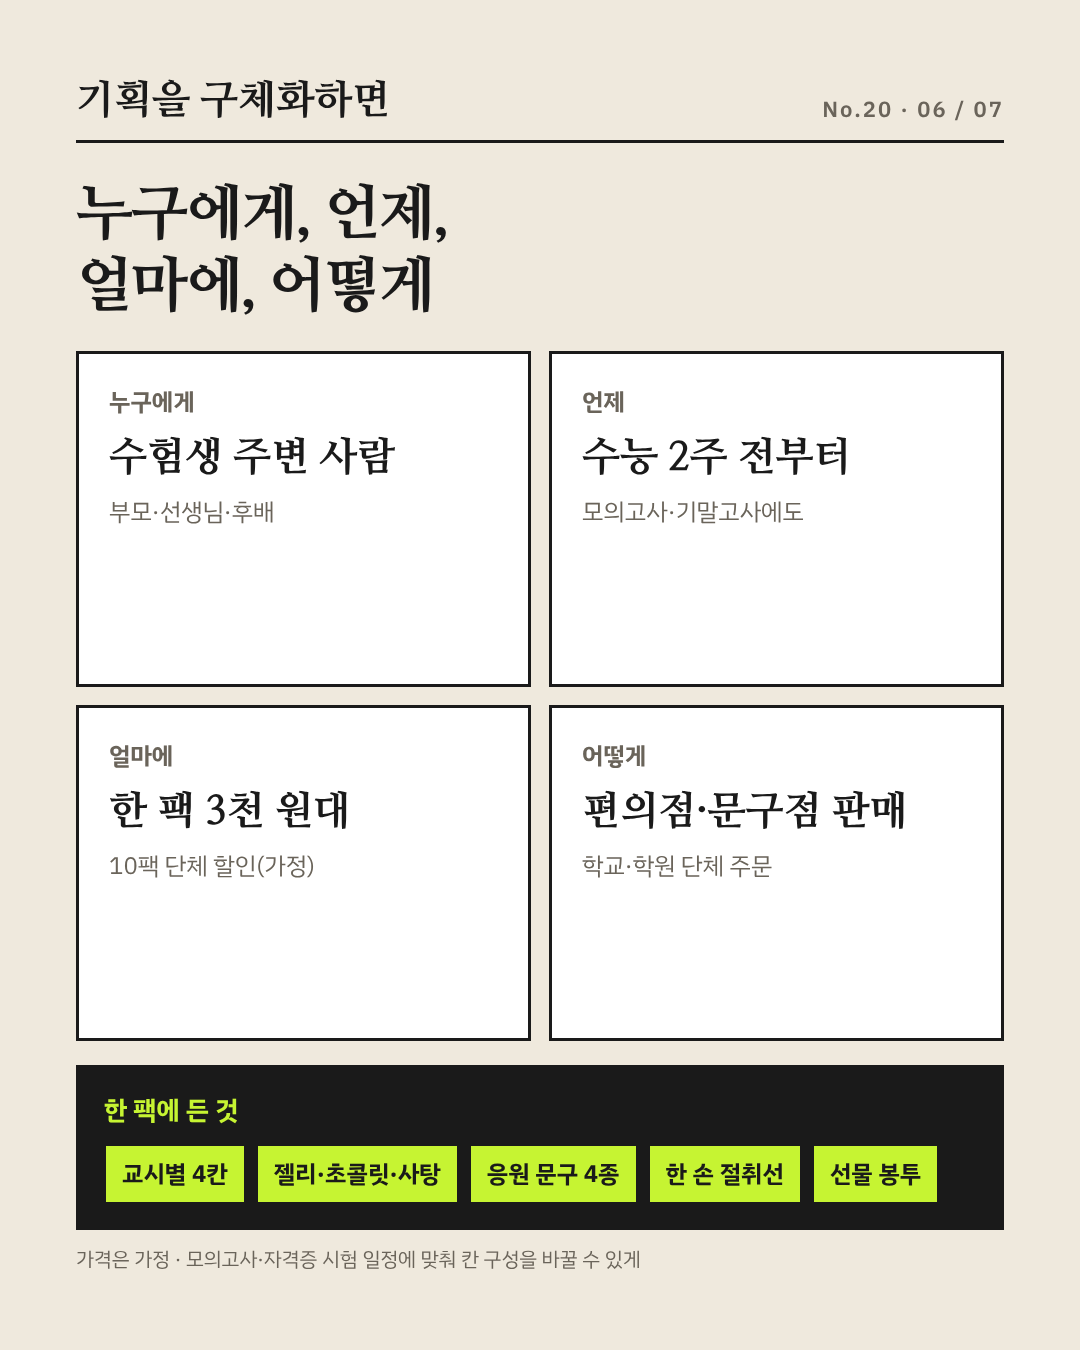 기획을 구체화하면
No.20 · 06 / 07
누구에게, 언제,
얼마에, 어떻게
누구에게
수험생 주변 사람
부모·선생님·후배
언제
수능 2주 전부터
모의고사·기말고사에도
얼마에
한 팩 3천 원대
10팩 단체 할인(가정)
어떻게
편의점·문구점 판매
학교·학원 단체 주문
한 팩에 든 것
교시별 4칸
젤리·초콜릿·사탕
응원 문구 4종
한 손 절취선
선물 봉투
가격은 가정 · 모의고사·자격증 시험 일정에 맞춰 칸 구성을 바꿀 수 있게